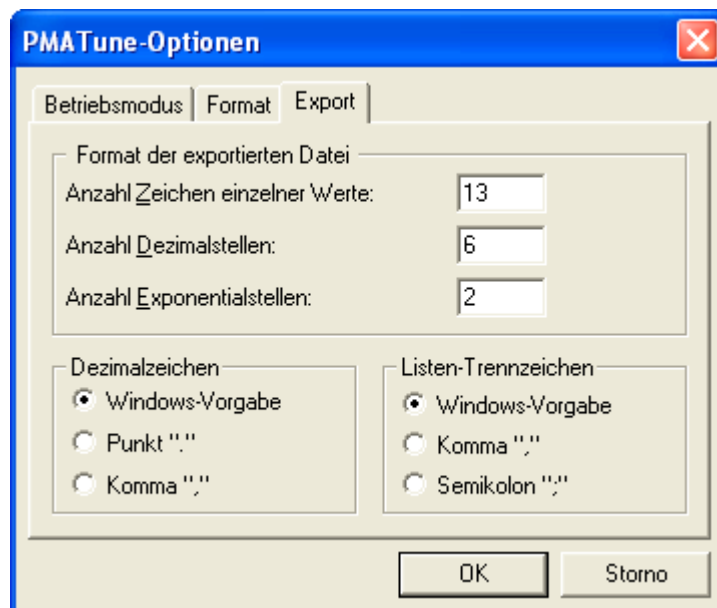 PMATune-Optionen
Betriebsmodus Format Export
Format der exportierten Datei
Anzahl Zeichen einzelner Werte: 13
Anzahl Dezimalstellen: 6
Anzahl Exponentialstellen: 2
Dezimalzeichen
Windows-Vorgabe
Punkt "."
Komma ","
Listen-Trennzeichen
Windows-Vorgabe
Komma ","
Semikolon ";"
OK Storno